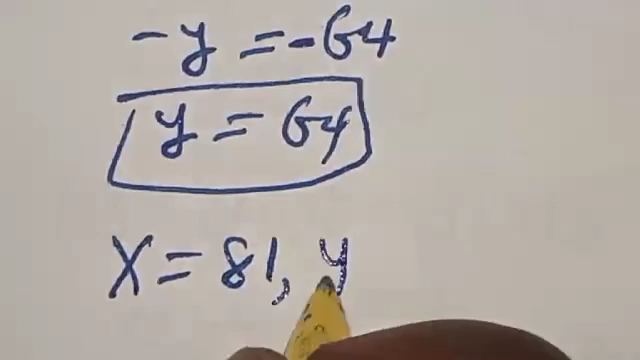 -y = -64
y = 64
X = 81, y